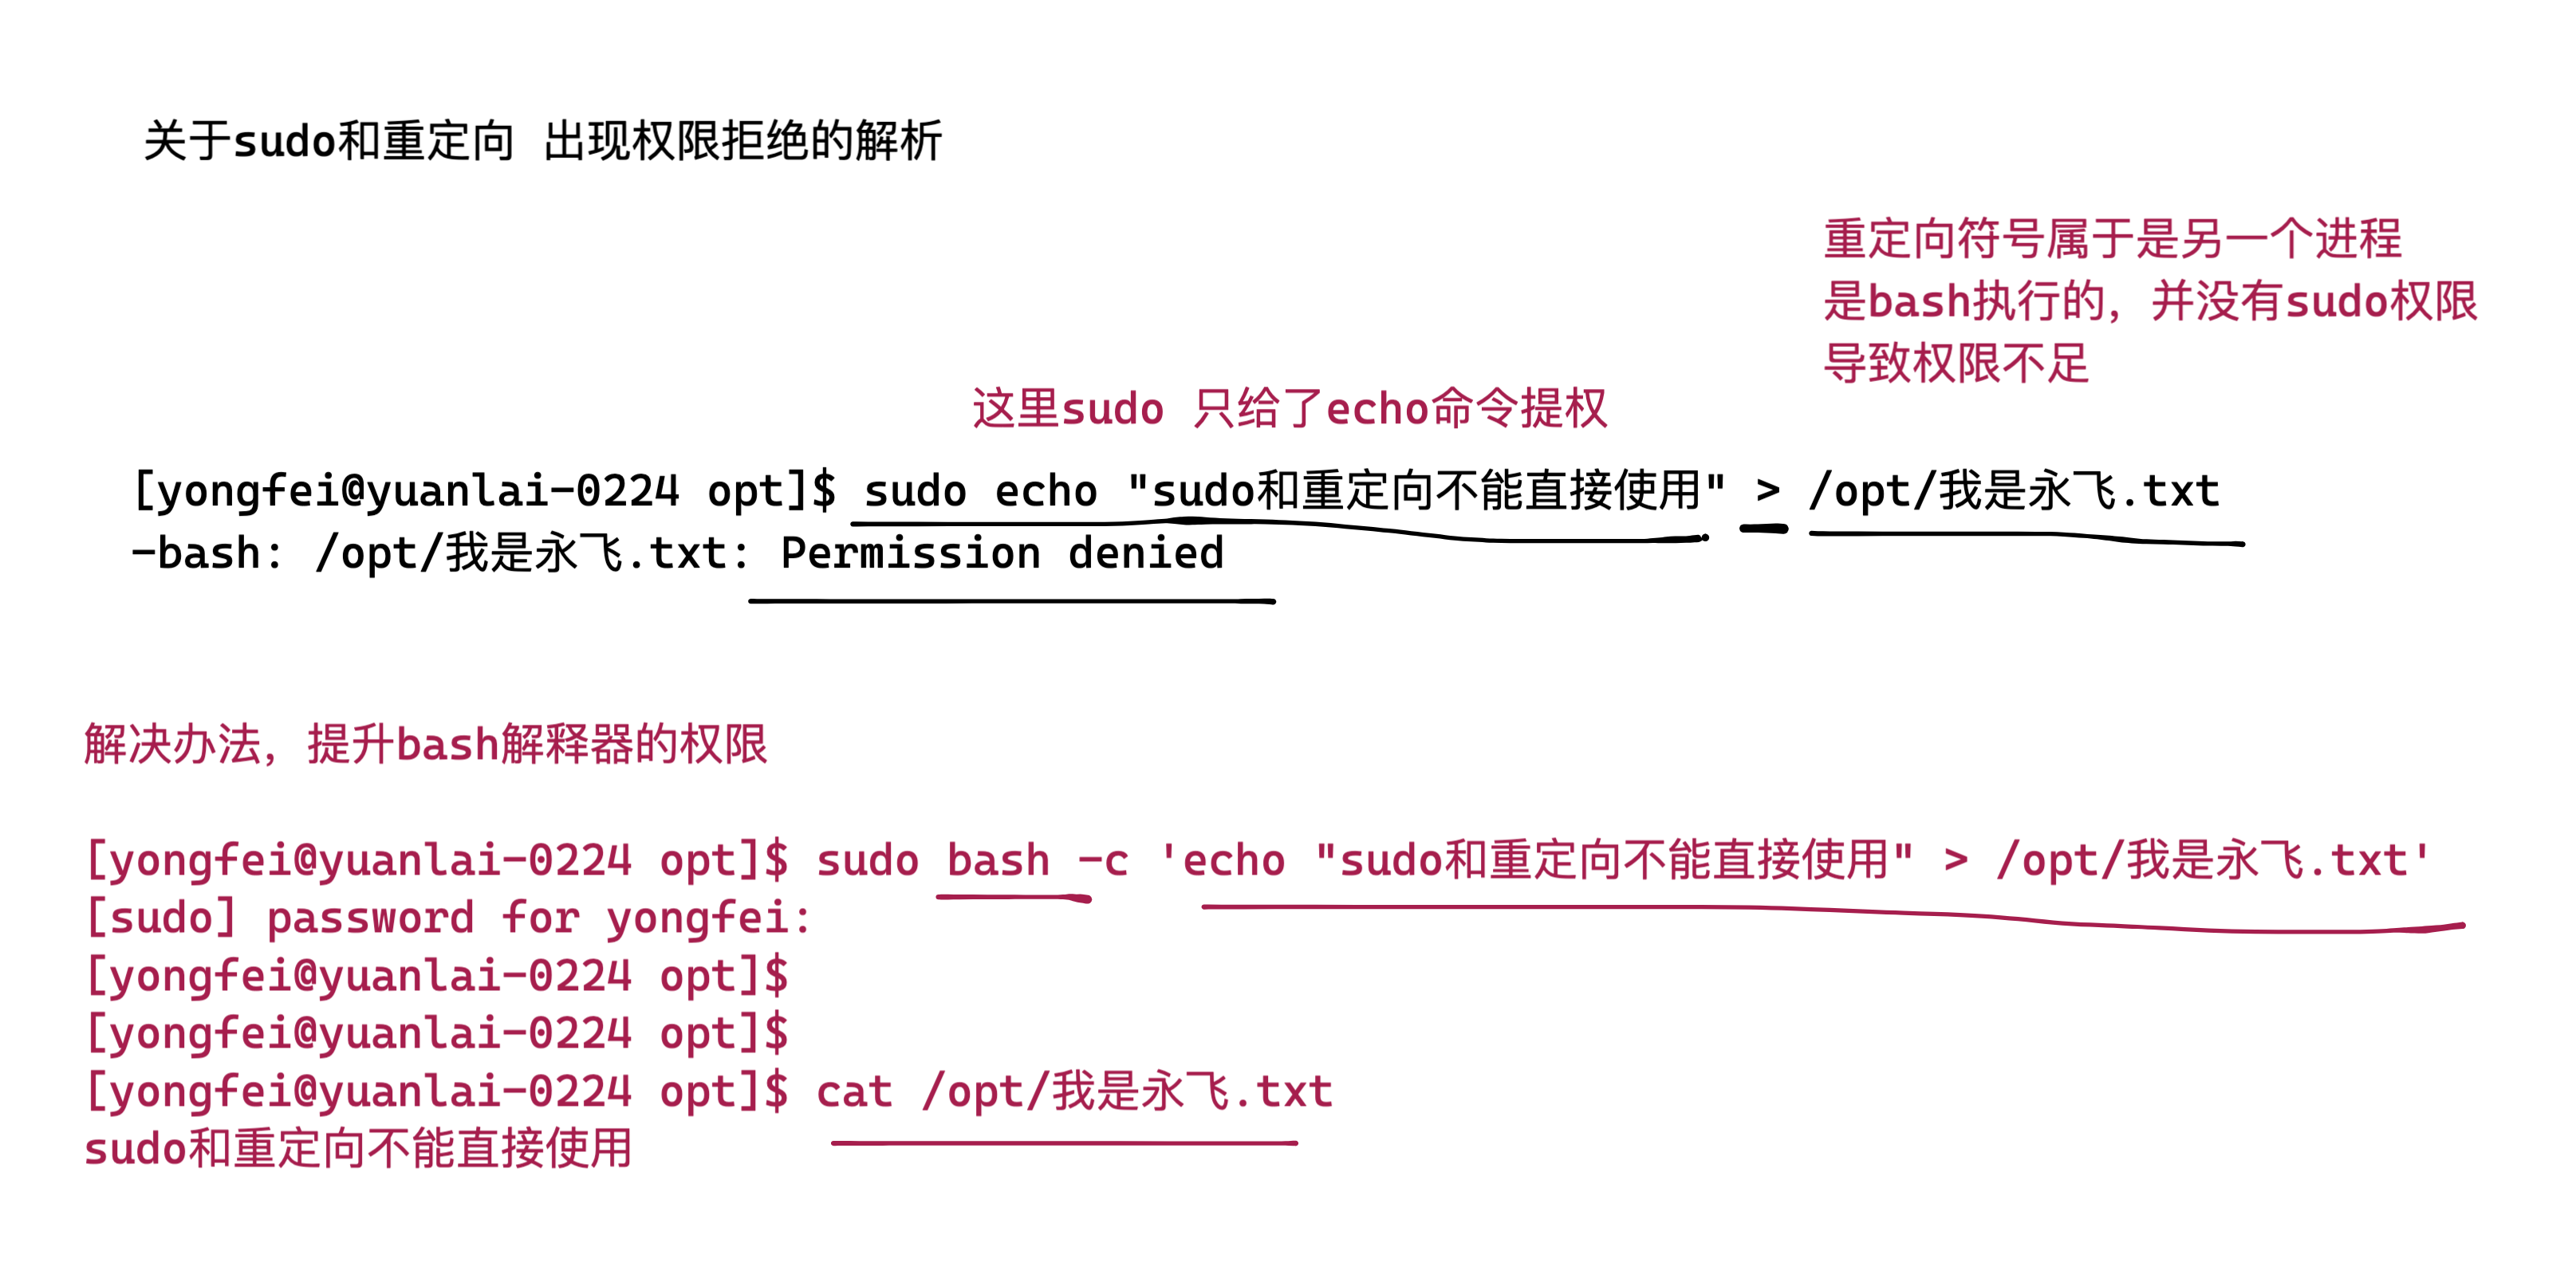 关于sudo和重定向 出现权限拒绝的解析
重定向符号属于是另一个进程
是bash执行的，并没有sudo权限
导致权限不足
这里sudo 只给了echo命令提权
[yongfei@yuanlai-0224 opt]$ sudo echo "sudo和重定向不能直接使用" > /opt/我是永飞.txt
-bash: /opt/我是永飞.txt: Permission denied
解决办法，提升bash解释器的权限
[yongfei@yuanlai-0224 opt]$ sudo bash -c 'echo "sudo和重定向不能直接使用" > /opt/我是永飞.txt'
[sudo] password for yongfei:
[yongfei@yuanlai-0224 opt]$
[yongfei@yuanlai-0224 opt]$
[yongfei@yuanlai-0224 opt]$ cat /opt/我是永飞.txt
sudo和重定向不能直接使用